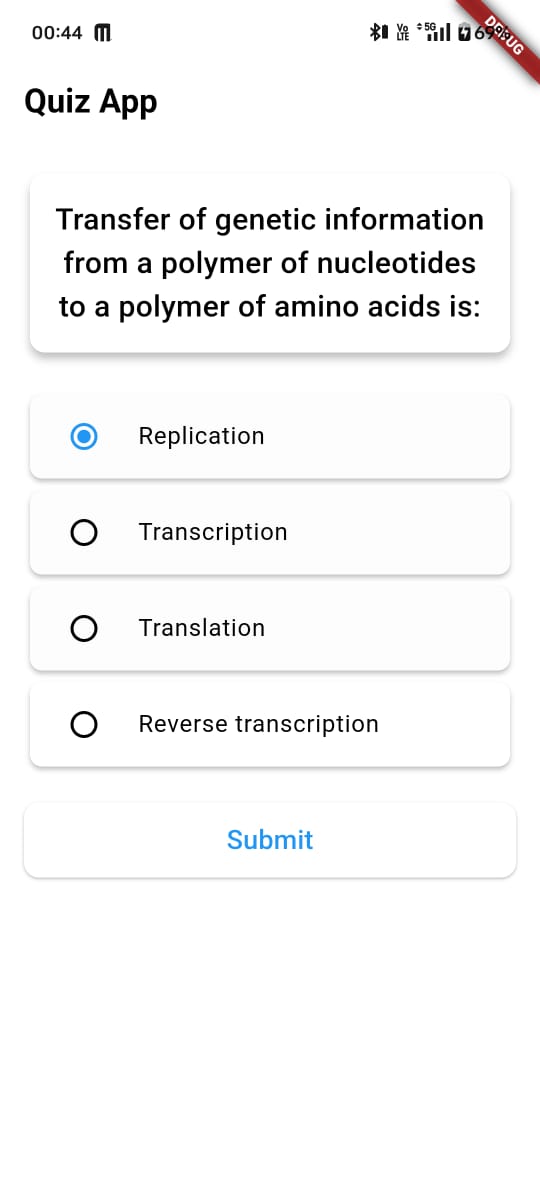 00:44
VO
LTE
5G
69%
DEBUG
Quiz App
Transfer of genetic information
from a polymer of nucleotides
to a polymer of amino acids is:
Replication
Transcription
Translation
Reverse transcription
Submit